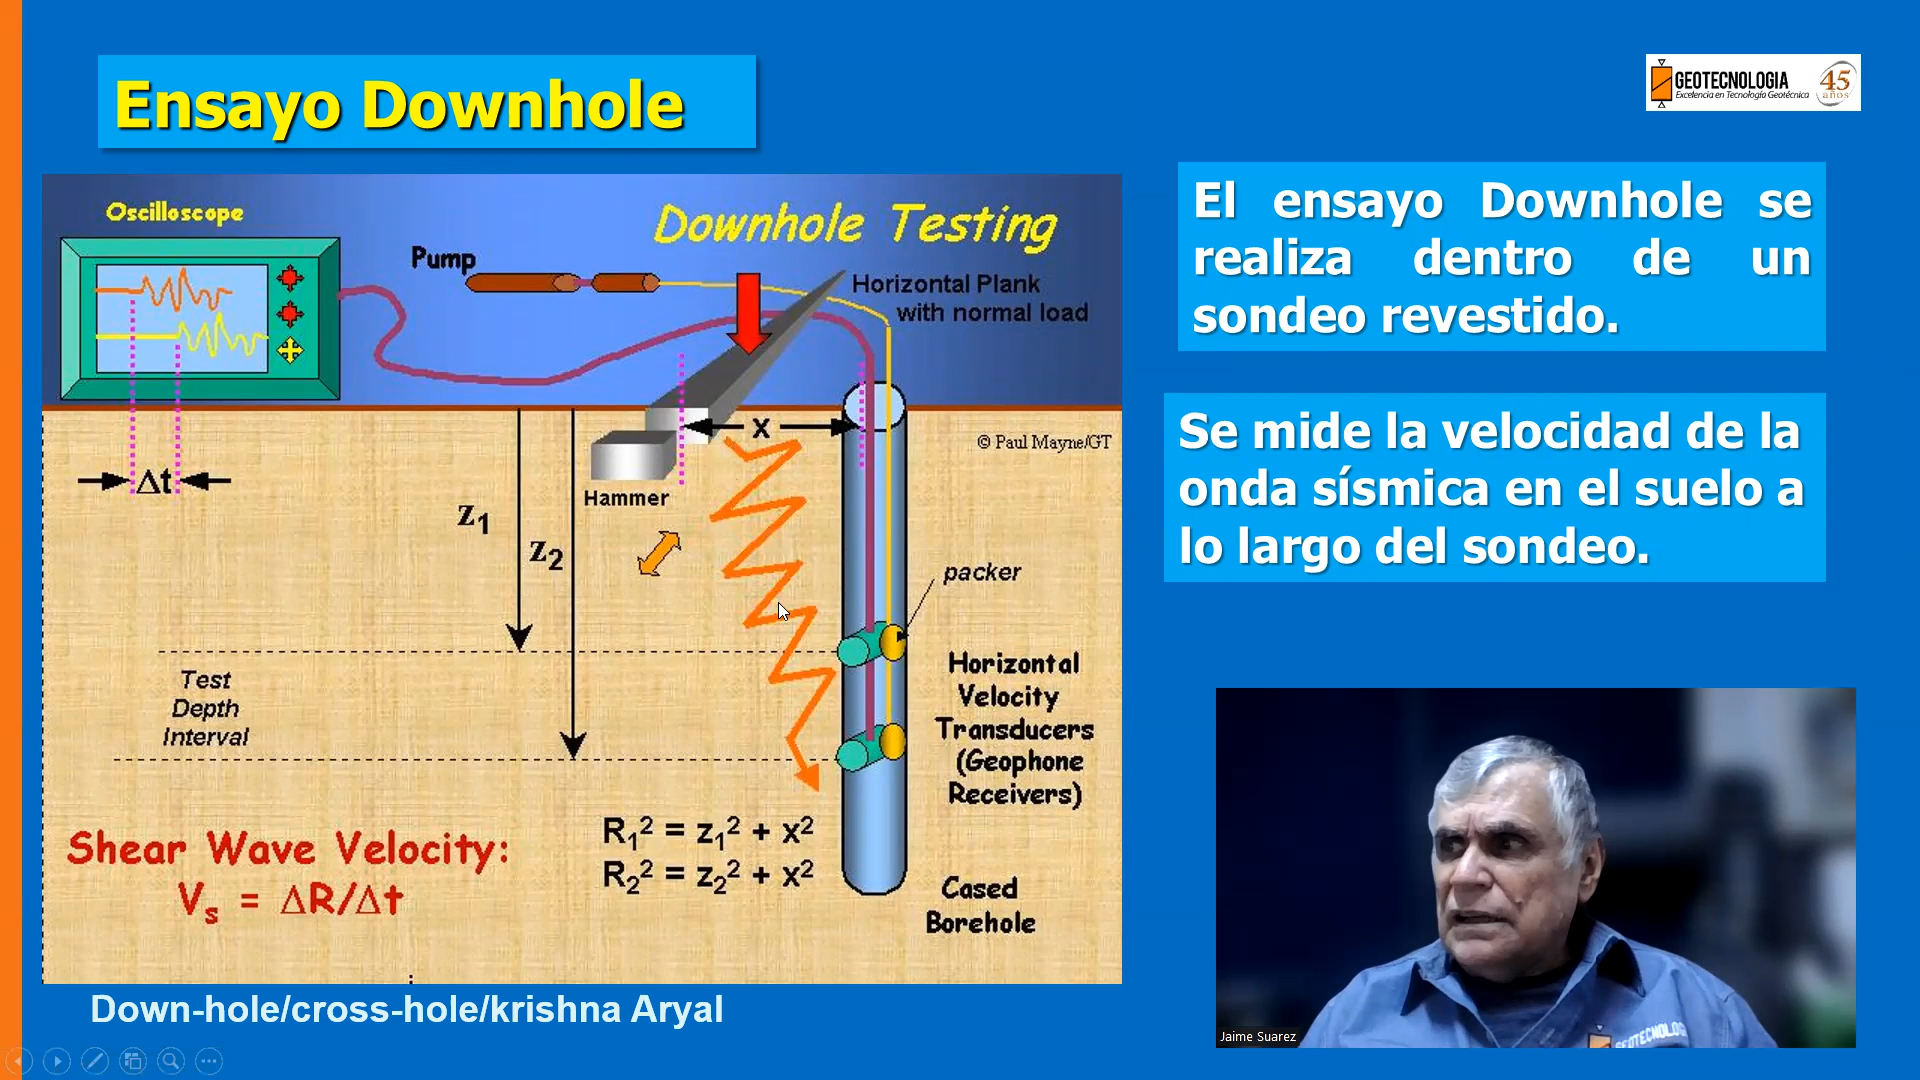 Ensayo Downhole
GEOTECNOLOGIA
Excelencia en Tecnología Geotécnica
45
años
El ensayo Downhole se
realiza dentro de un
sondeo revestido.
Se mide la velocidad de la
onda sísmica en el suelo a
lo largo del sondeo.
Oscilloscope
Downhole Testing
Pump
Horizontal Plank
with normal load
x
© Paul Mayne/GT
Δt
Hammer
z₁
z₂
packer
Test
Depth
Interval
Horizontal
Velocity
Transducers
(Geophone
Receivers)
Shear Wave Velocity:
Vₛ = ΔR/Δt
R₁² = z₁² + x²
R₂² = z₂² + x²
Cased
Borehole
Down-hole/cross-hole/krishna Aryal
Jaime Suarez